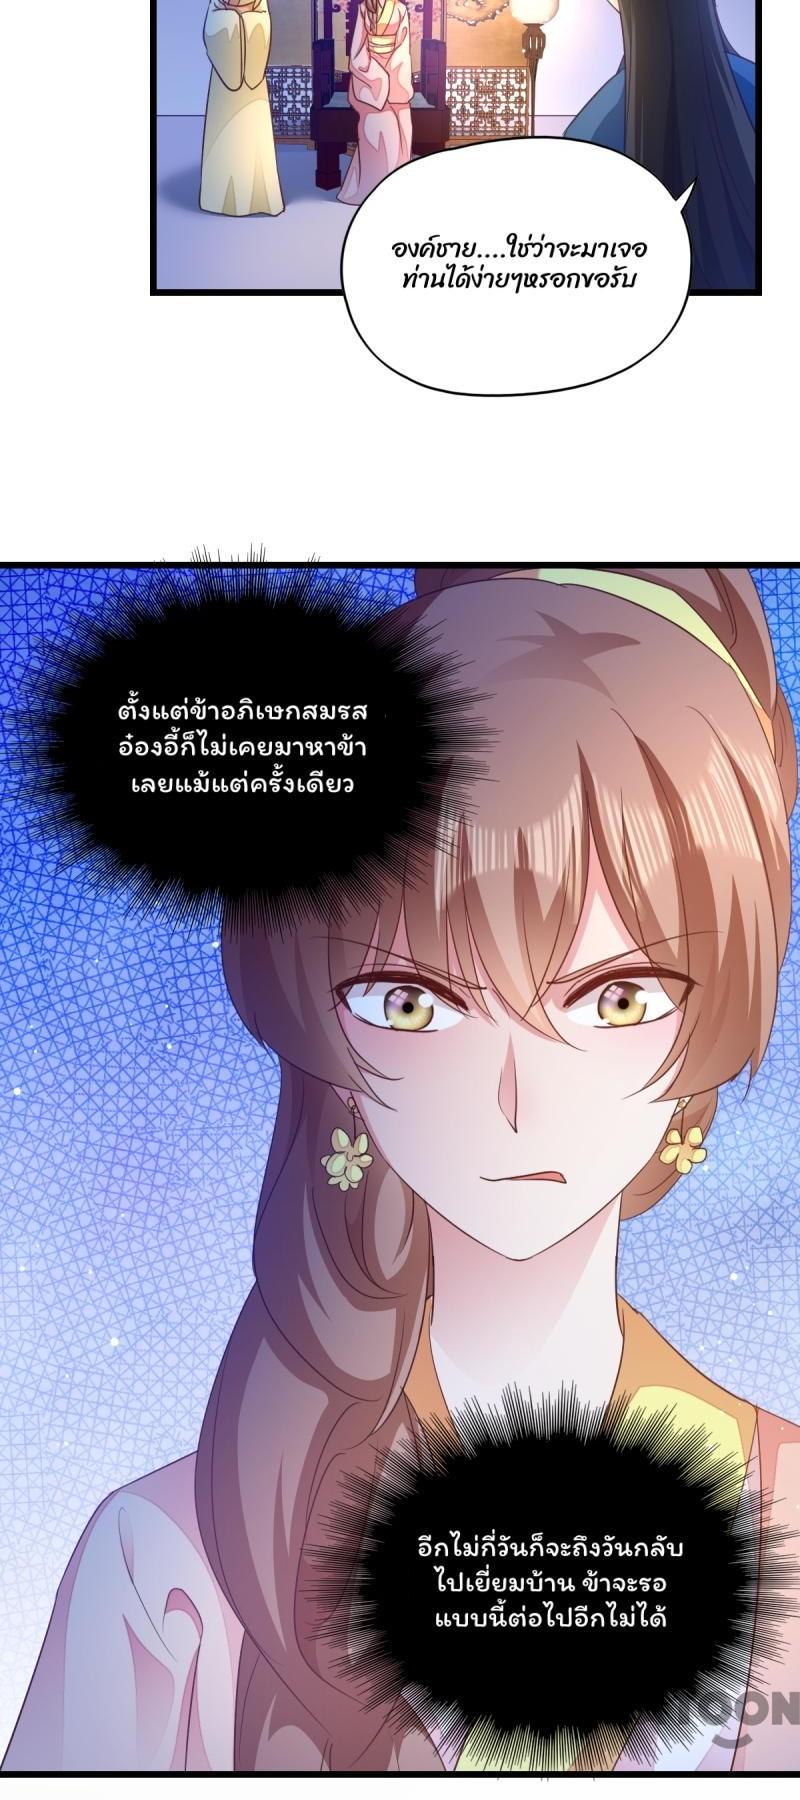 องค์ชาย....ใช่ว่าจะมาเจอ
ท่านได้ง่ายๆหรอกขอรับ
ตั้งแต่ข้าอภิเษกสมรส
อ๋องอี้ก็ไม่เคยมาหาข้า
เลยแม้แต่ครั้งเดียว
อีกไม่กี่วันก็จะถึงวันกลับ
ไปเยี่ยมบ้าน ข้าจะรอ
แบบนี้ต่อไปอีกไม่ได้
TOON